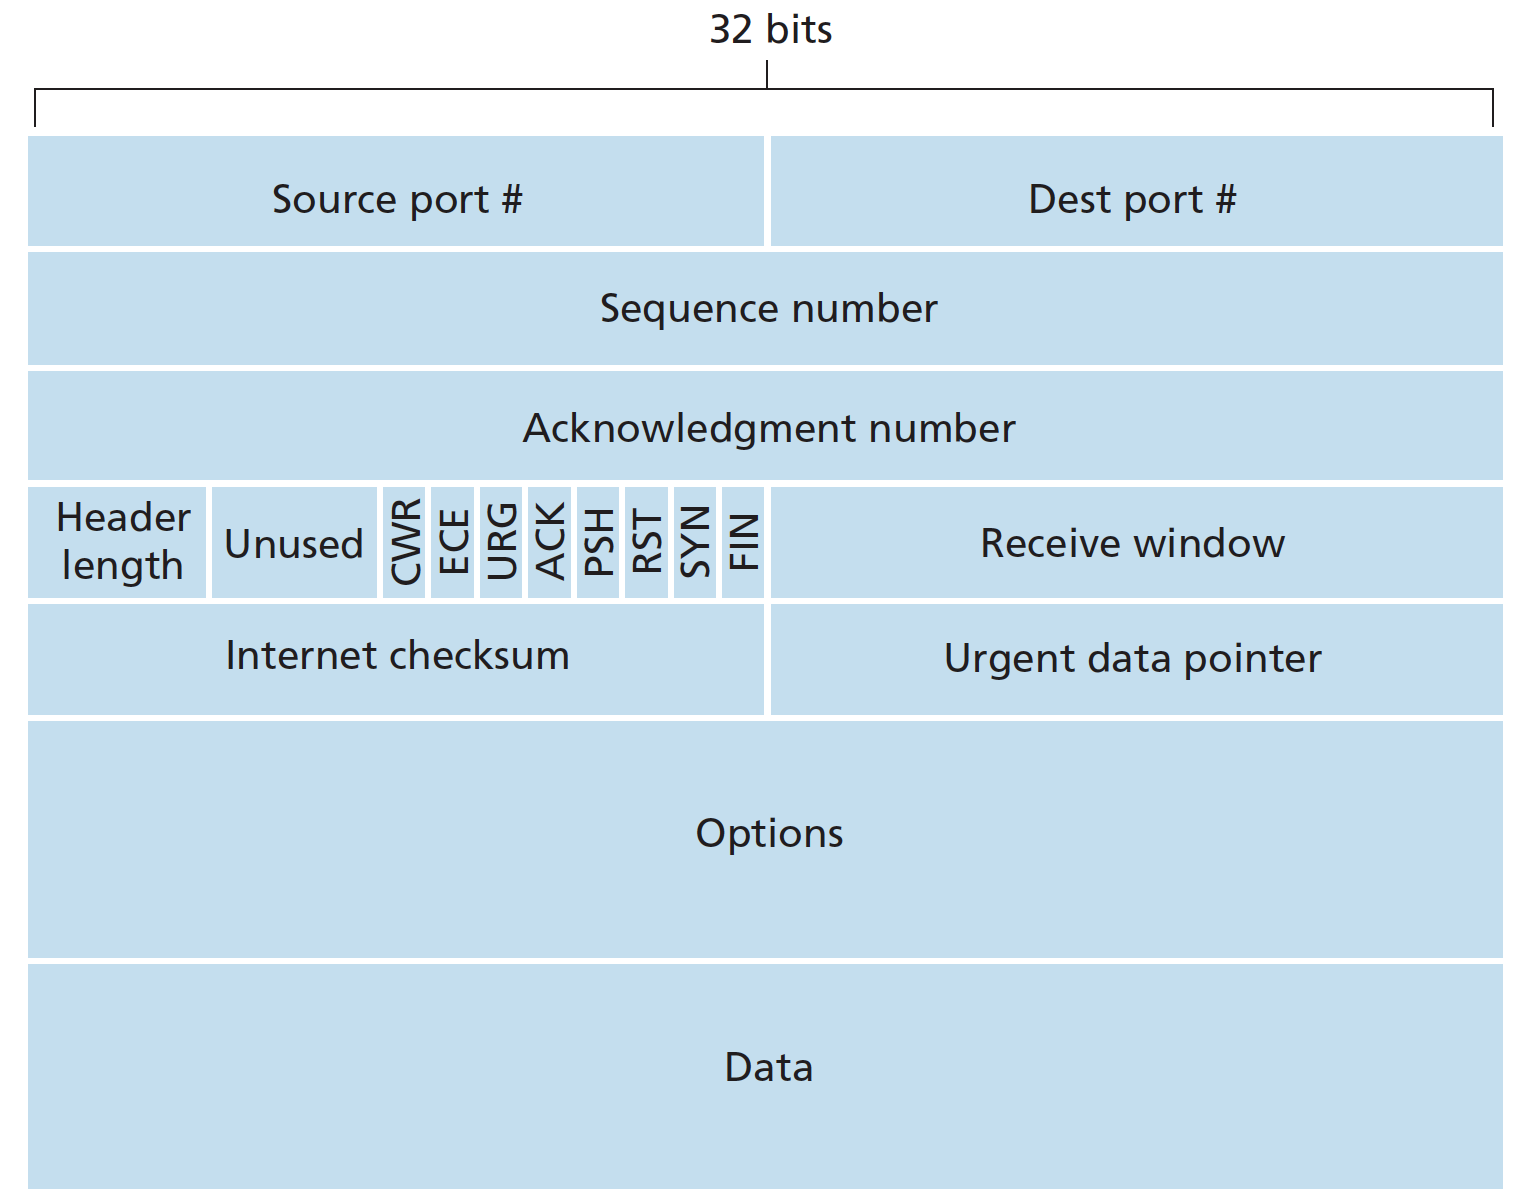 32 bits
Source port #
Dest port #
Sequence number
Acknowledgment number
Header
length
Unused
CWR
ECE
URG
ACK
PSH
RST
SYN
FIN
Receive window
Internet checksum
Urgent data pointer
Options
Data